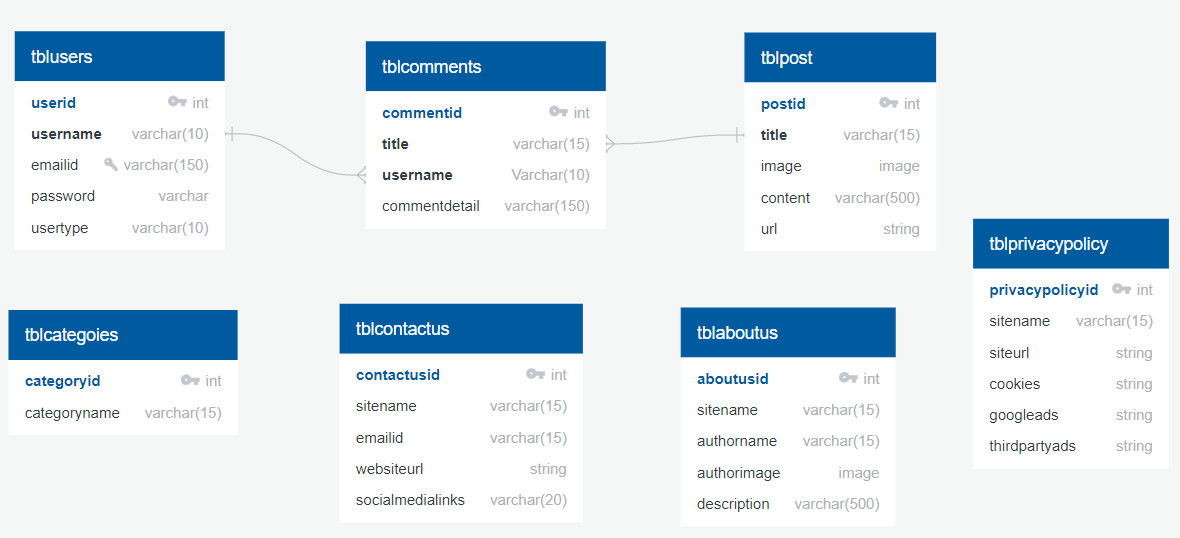 tblusers
userid int
username varchar(10)
emailid varchar(150)
password varchar
usertype varchar(10)
tblcomments
commentid int
title varchar(15)
username Varchar(10)
commentdetail varchar(150)
tblpost
postid int
title varchar(15)
image image
content varchar(500)
url string
tblprivacypolicy
privacypolicyid int
sitename varchar(15)
siteurl string
cookies string
googleads string
thirdpartyads string
tblcategoies
categoryid int
categoryname varchar(15)
tblcontactus
contactusid int
sitename varchar(15)
emailid varchar(15)
websiteurl string
socialmedialinks varchar(20)
tblaboutus
aboutusid int
sitename varchar(15)
authorname varchar(15)
authorimage image
description varchar(500)